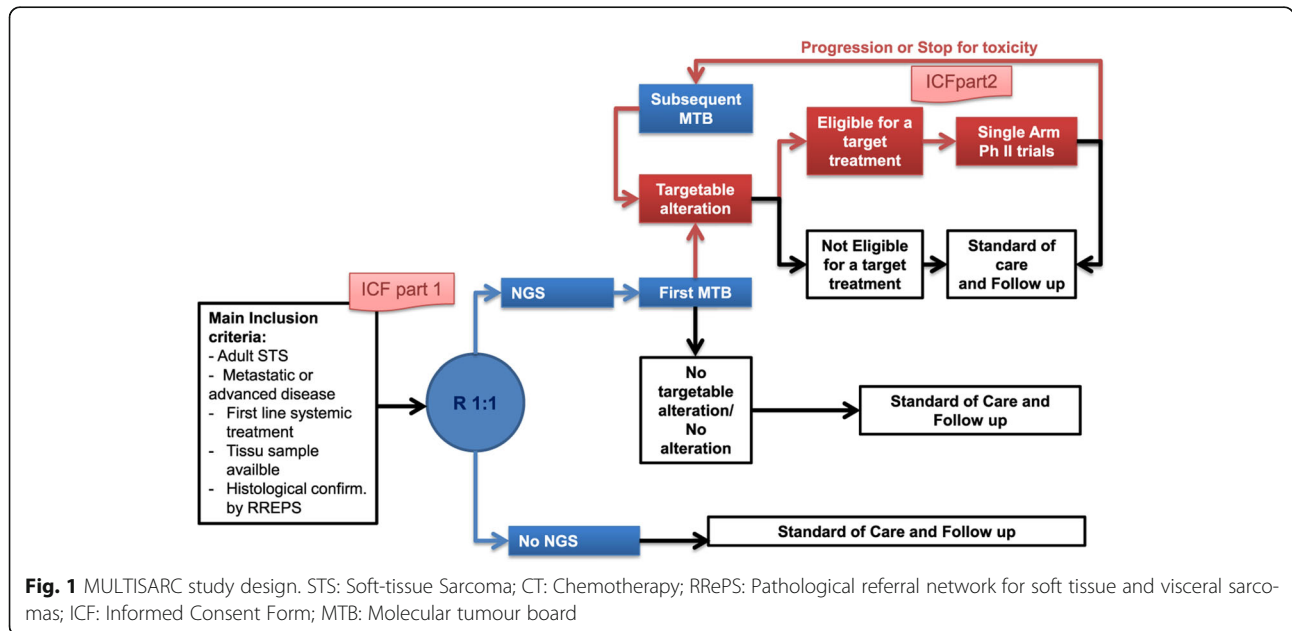 Progression or Stop for toxicity
ICFpart2
Subsequent
MTB
Eligible for a
target
treatment
Single Arm
Ph II trials
Targetable
alteration
Not Eligible
for a target
treatment
Standard of
care
and Follow up
ICF part 1
NGS
First MTB
Main Inclusion
criteria:
- Adult STS
- Metastatic or
advanced disease
- First line systemic
treatment
- Tissu sample
availble
- Histological confirm.
by RREPS
R 1:1
No
targetable
alteration/
No
alteration
Standard of Care and
Follow up
No NGS
Standard of Care and Follow up
Fig. 1 MULTISARC study design. STS: Soft-tissue Sarcoma; CT: Chemotherapy; RRePS: Pathological referral network for soft tissue and visceral sarco-
mas; ICF: Informed Consent Form; MTB: Molecular tumour board